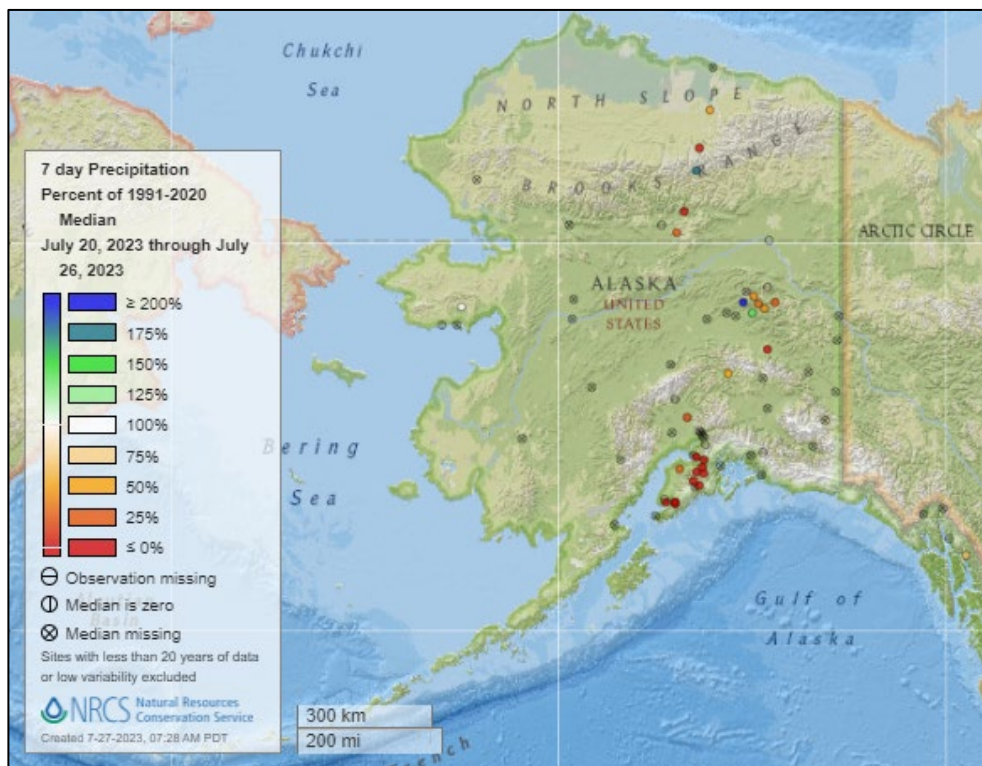 Chukchi
Sea
NORTH SLOPE
BROOKS RANGE
ARCTIC CIRCLE
ALASKA
UNITED
STATES
Bering
Sea
Gulf of
Alaska
7 day Precipitation
Percent of 1991-2020
Median
July 20, 2023 through July
26, 2023
≥ 200%
175%
150%
125%
100%
75%
50%
25%
≤ 0%
Observation missing
Median is zero
Median missing
Sites with less than 20 years of data
or low variability excluded
NRCS Natural Resources
Conservation Service
Created 7-27-2023, 07:28 AM PDT
Basin
300 km
200 mi